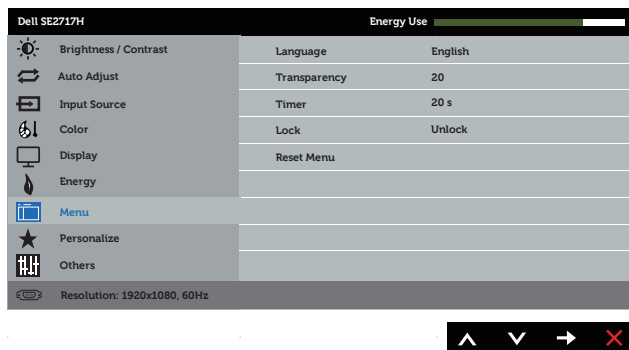 Dell SE2717H
Energy Use
Brightness / Contrast
Language English
Auto Adjust
Transparency 20
Input Source
Timer 20 s
Color
Lock Unlock
Display
Reset Menu
Energy
Menu
Personalize
Others
Resolution: 1920x1080, 60Hz